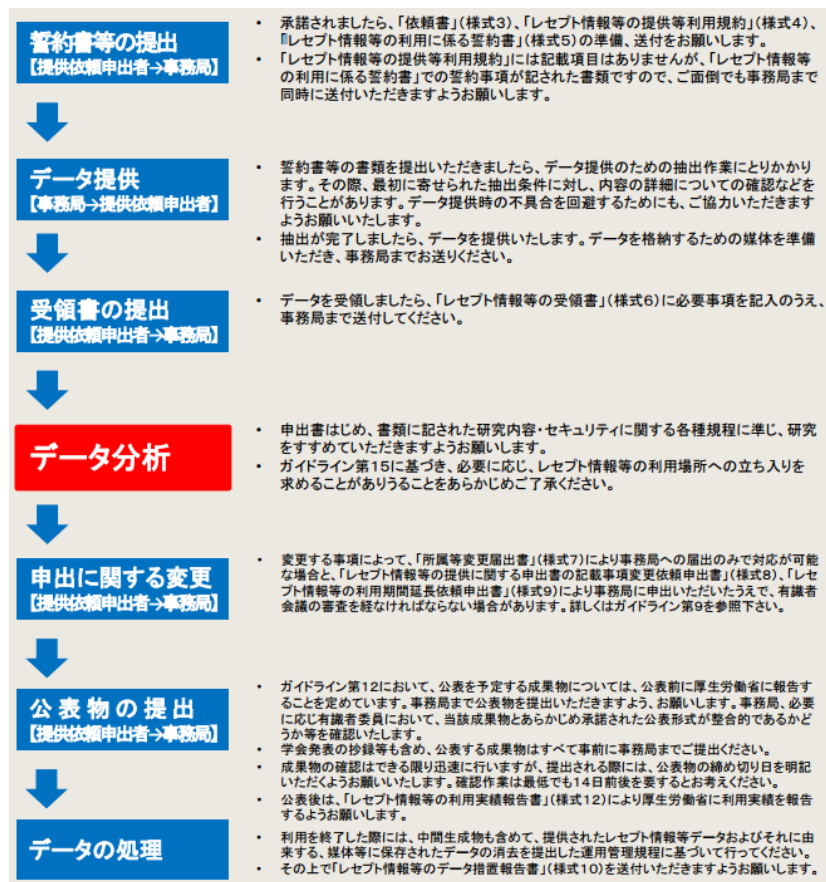 誓約書等の提出
【提供依頼申出者→事務局】
• 承諾されましたら、「依頼書」(様式3)、「レセプト情報等の提供等利用規約」(様式4)、
「レセプト情報等の利用に係る誓約書」(様式5)の準備、送付をお願いします。
• 「レセプト情報等の提供等利用規約」には記載項目はありませんが、「レセプト情報等
の利用に係る誓約書」での誓約事項が記された書類ですので、ご面倒でも事務局まで
同時に送付いただきますようお願いします。
データ提供
【事務局→提供依頼申出者】
• 誓約書等の書類を提出いただきましたら、データ提供のための抽出作業にとりかかり
ます。その際、最初に寄せられた抽出条件に対し、内容の詳細についての確認などを
行うことがあります。データ提供時の不具合を回避するためにも、ご協力いただきます
ようお願いいたします。
• 抽出が完了しましたら、データを提供いたします。データを格納するための媒体を準備
いただき、事務局までお送りください。
受領書の提出
【提供依頼申出者→事務局】
• データを受領しましたら、「レセプト情報等の受領書」(様式6)に必要事項を記入のうえ、
事務局まで送付してください。
データ分析
• 申出書はじめ、書類に記された研究内容・セキュリティに関する各種規程に準じ、研究
をすすめていただきますようお願いします。
• ガイドライン第15に基づき、必要に応じ、レセプト情報等の利用場所への立ち入りを
求めることがありうることをあらかじめご了承ください。
申出に関する変更
【提供依頼申出者→事務局】
• 変更する事項によって、「所属等変更届出書」(様式7)により事務局への届出のみで対応が可能
な場合と、「レセプト情報等の提供に関する申出書の記載事項変更依頼申出書」(様式8)、「レセ
プト情報等の利用期間延長依頼申出書」(様式9)により事務局に申出いただいたうえで、有識者
会議の審査を経なければならない場合があります。詳しくはガイドライン第9を参照下さい。
公表物の提出
【提供依頼申出者→事務局】
• ガイドライン第12において、公表を予定する成果物については、公表前に厚生労働省に報告す
ることを定めています。事務局まで公表物を提出いただきますよう、お願いします。事務局、必要
に応じ有識者委員において、当該成果物とあらかじめ承諾された公表形式が整合的であるかど
うか等を確認いたします。
• 学会発表の抄録等も含め、公表する成果物はすべて事前に事務局までご提出ください。
• 成果物の確認はできる限り迅速に行いますが、提出される際には、公表物の締め切り日を明記
いただくようお願いいたします。確認作業は最低でも14日前後を要するとお考えください。
• 公表後は、「レセプト情報等の利用実績報告書」(様式12)により厚生労働省に利用実績を報告
するようお願いします。
データの処理
• 利用を終了した際には、中間生成物も含めて、提供されたレセプト情報等データおよびそれに由
来する、媒体等に保存されたデータの消去を提出した運用管理規程に基づいて行ってください。
• その上で「レセプト情報等のデータ措置報告書」(様式10)を送付いただきますようお願いします。